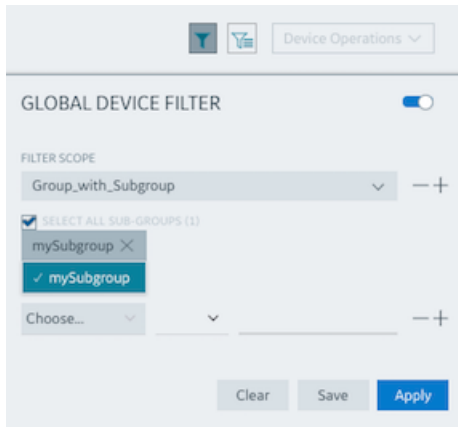 Device Operations
GLOBAL DEVICE FILTER
FILTER SCOPE
Group_with_Subgroup
SELECT ALL SUB-GROUPS (1)
mySubgroup
✓ mySubgroup
Choose...
Clear Save Apply